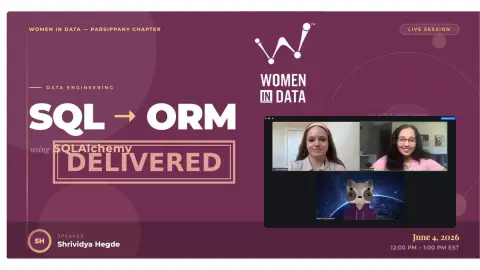 WOMEN IN DATA — PARSIPPANY CHAPTER
LIVE SESSION
WOMEN
IN DATA
DATA ENGINEERING
SQL → ORM
using SQLAlchemy
DELIVERED
SH
SPEAKER
Shrividya Hegde
June 4, 2026
12:00 PM – 1:00 PM EST